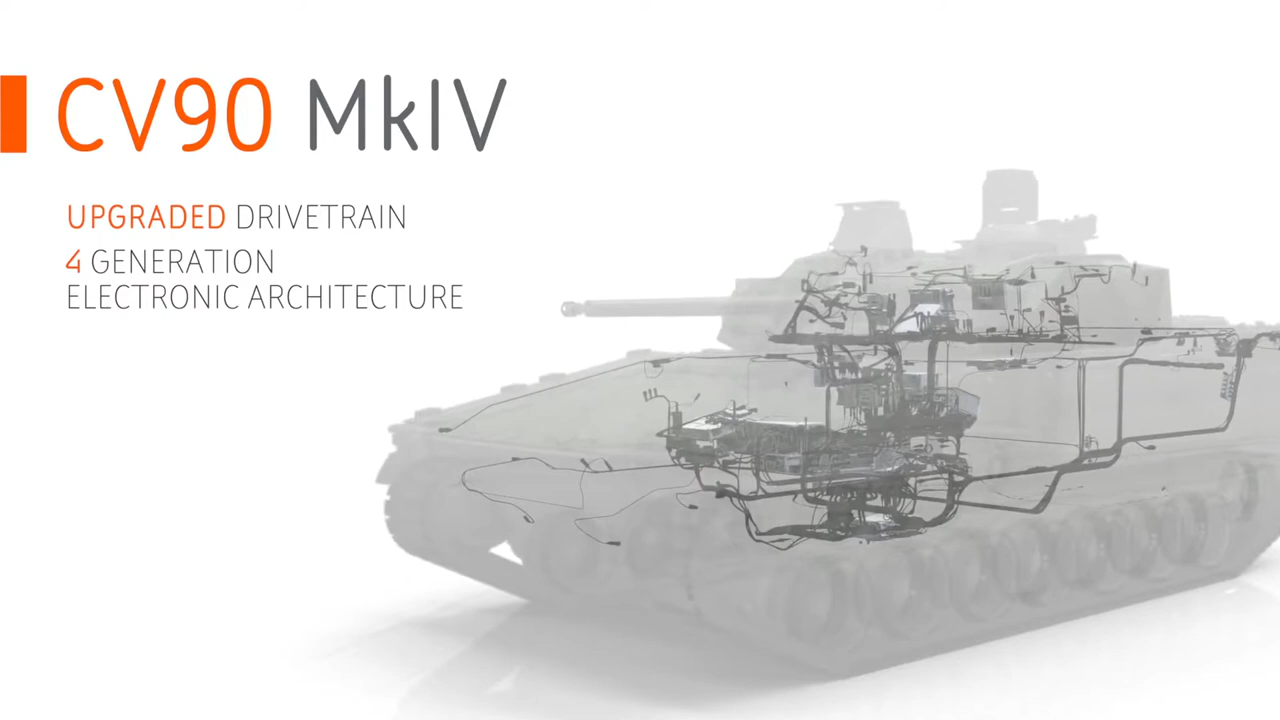 CV90 MkIV
UPGRADED DRIVETRAIN
4 GENERATION
ELECTRONIC ARCHITECTURE